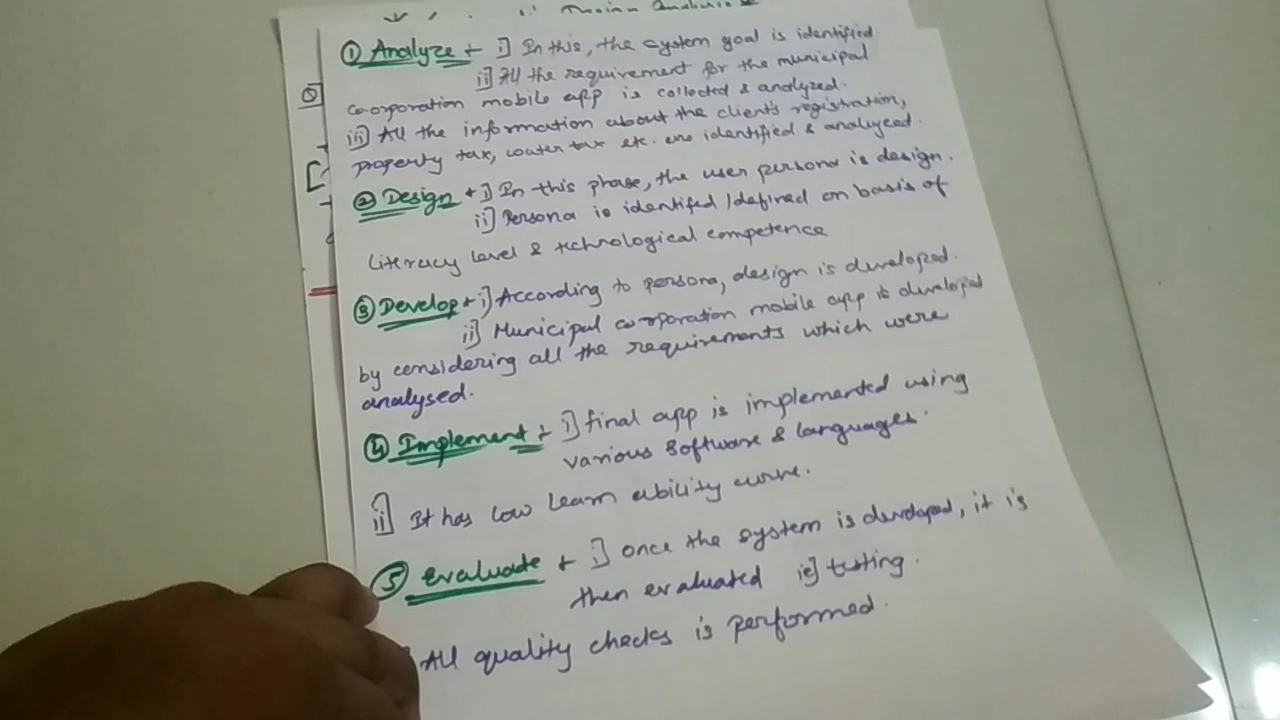 ① Analyze + i] In this, the system goal is identified.
ii] All the requirement for the municipal
co-orporation mobile app is collected & analyzed.
iii] All the information about the client's registration,
property tax, water tax etc. are identified & analyzed.
② Design + i] In this phase, the user persona is design.
ii] Persona is identifed / defined on basis of
literacy level & technological competence
③ Develop + i] According to persona, design is developed.
ii] Municipal co-orporation mobile app is developed
by considering all the requirements which were
analysed.
④ Implement + i] final app is implemented using
various software & languages.
ii] It has low learn ability curve.
⑤ evaluate + i] once the system is developed, it is
then evaluated ie] testing.
All quality checks is performed.